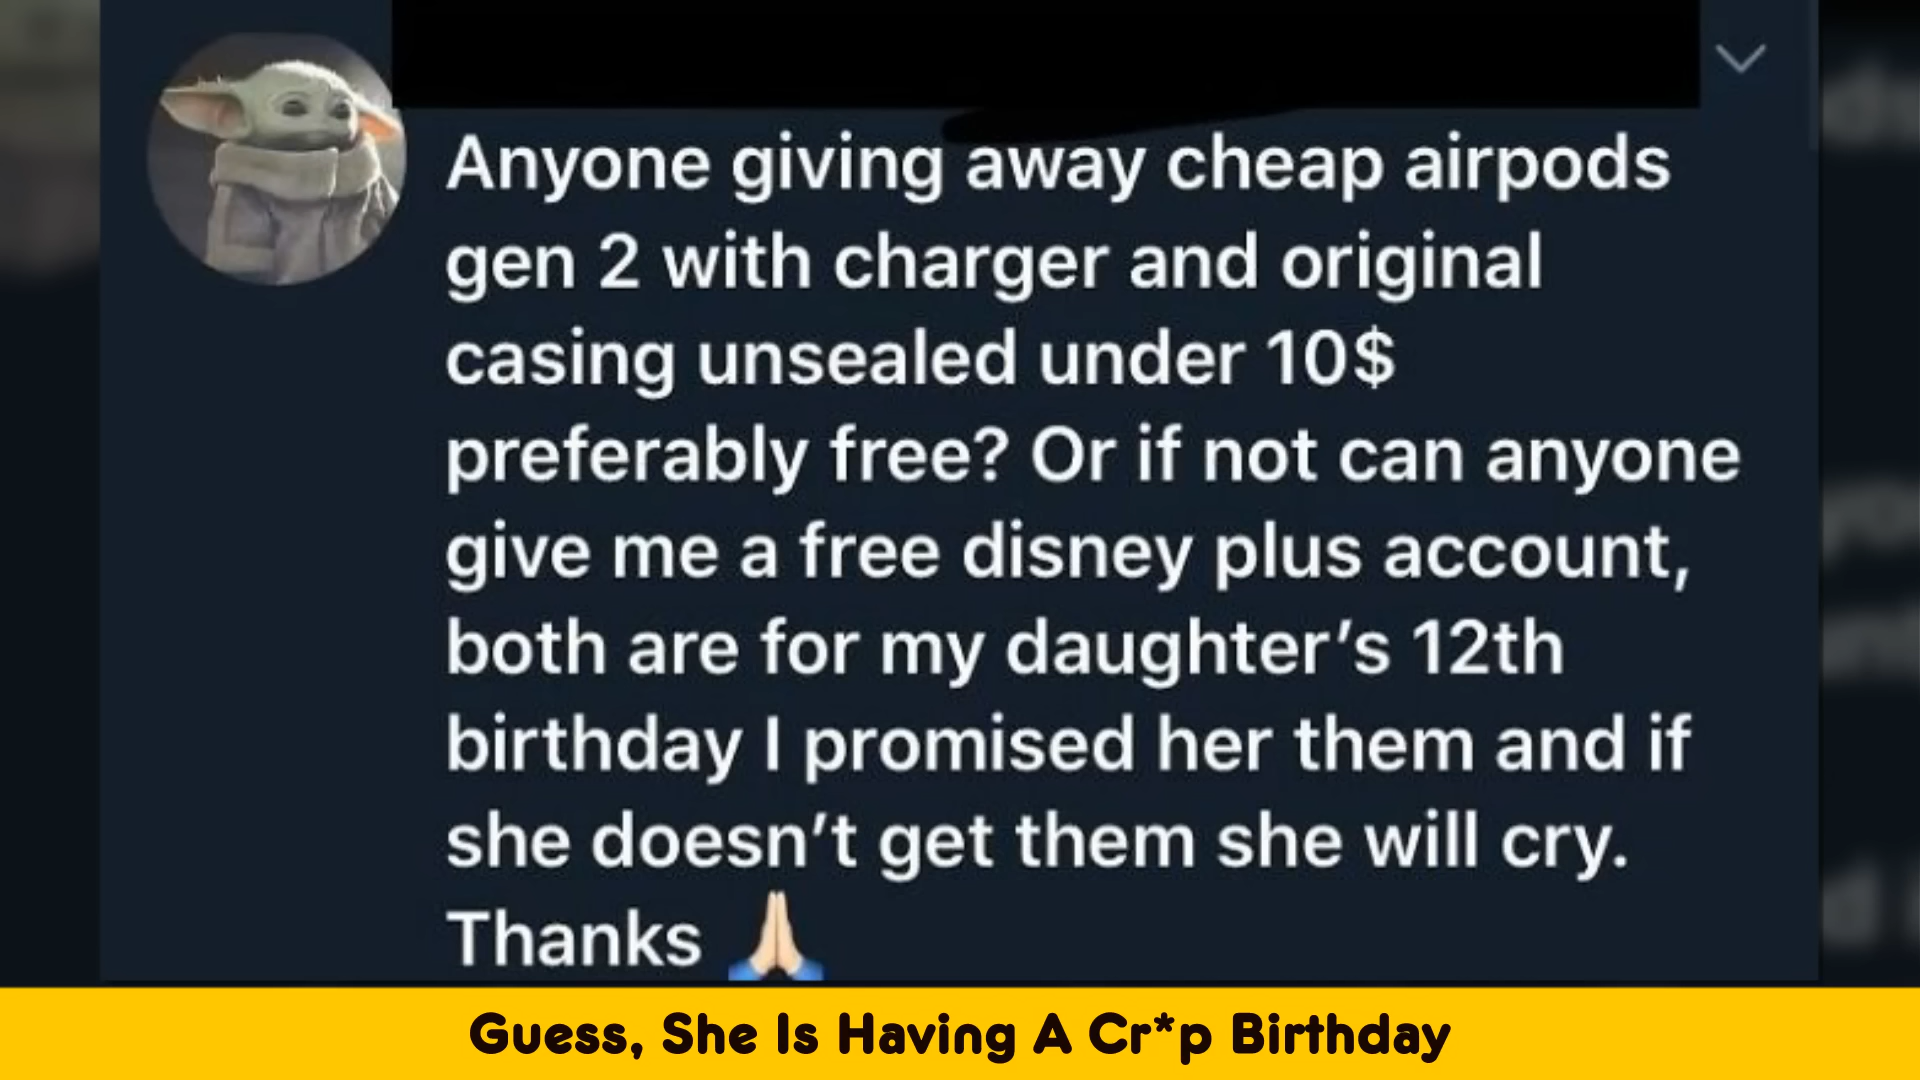 Anyone giving away cheap airpods
gen 2 with charger and original
casing unsealed under 10$
preferably free? Or if not can anyone
give me a free disney plus account,
both are for my daughter’s 12th
birthday I promised her them and if
she doesn’t get them she will cry.
Thanks 🙏🏻
Guess, She Is Having A Cr*p Birthday